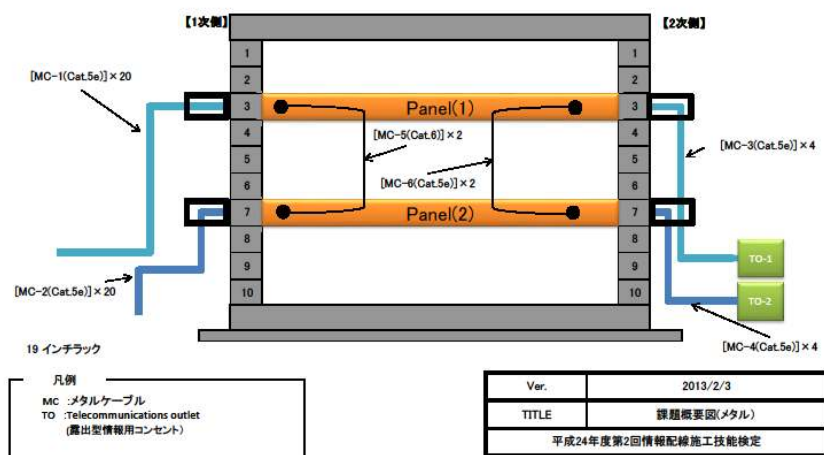 【1次側】
【2次側】
1
1
2
2
[MC-1(Cat.5e)]×20
3
Panel(1)
3
4
[MC-5(Cat.6)]×2
4
[MC-3(Cat.5e)]×4
5
5
6
[MC-6(Cat.5e)]×2
6
7
Panel(2)
7
8
8
9
9
TO-1
[MC-2(Cat.5e)]×20
10
10
TO-2
19 インチラック
[MC-4(Cat.5e)]×4
凡例
MC :メタルケーブル
TO :Telecommunications outlet
(露出型情報用コンセント)
Ver.
2013/2/3
TITLE
課題概要図(メタル)
平成24年度第2回情報配線施工技能検定